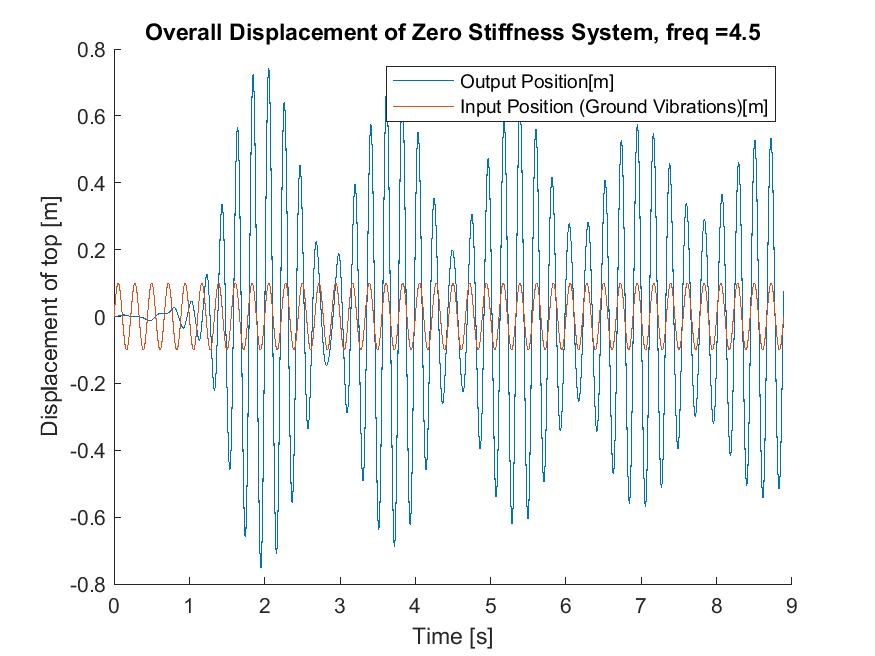 Overall Displacement of Zero Stiffness System, freq =4.5
0.8
0.6
0.4
0.2
0
-0.2
-0.4
-0.6
-0.8
Displacement of top [m]
Output Position[m]
Input Position (Ground Vibrations)[m]
0 1 2 3 4 5 6 7 8 9
Time [s]